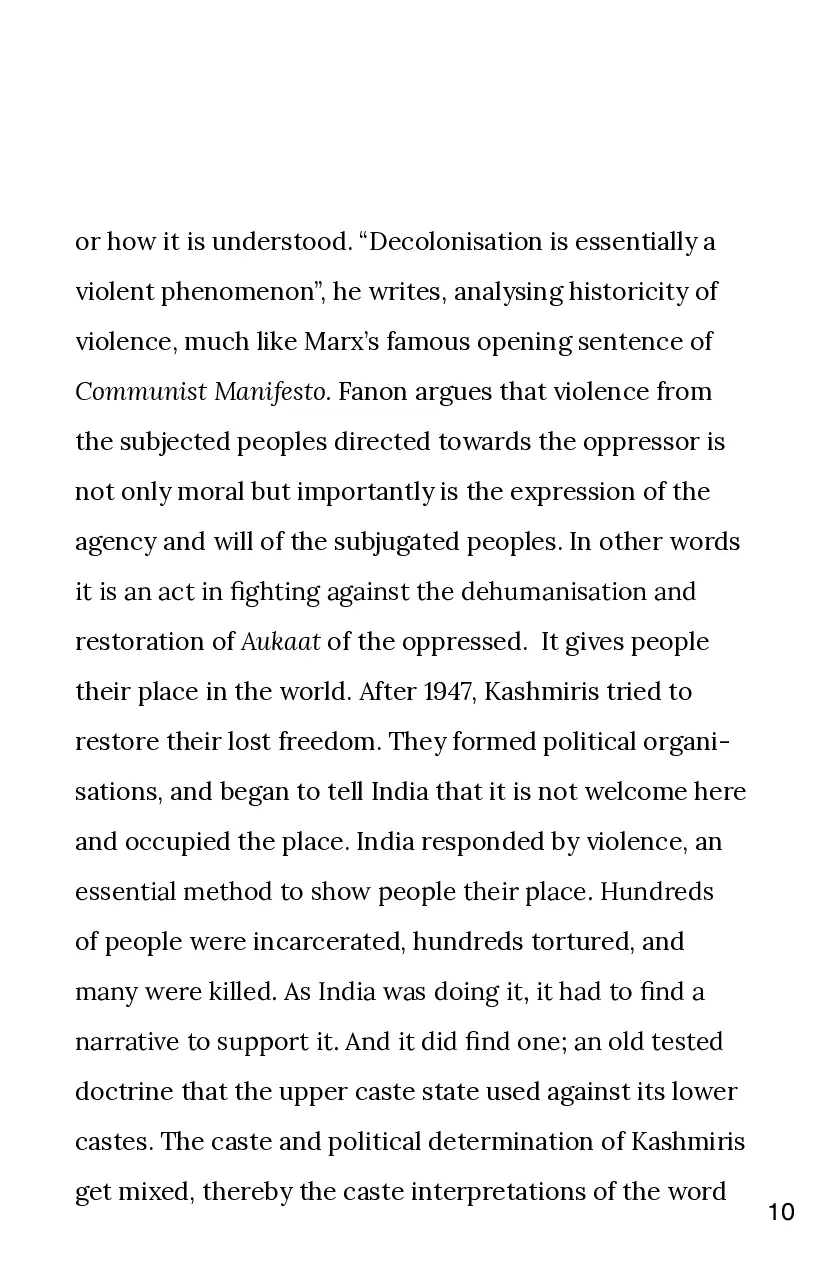 or how it is understood. “Decolonisation is essentially a
violent phenomenon”, he writes, analysing historicity of
violence, much like Marx’s famous opening sentence of
Communist Manifesto. Fanon argues that violence from
the subjected peoples directed towards the oppressor is
not only moral but importantly is the expression of the
agency and will of the subjugated peoples. In other words
it is an act in fighting against the dehumanisation and
restoration of Aukaat of the oppressed.  It gives people
their place in the world. After 1947, Kashmiris tried to
restore their lost freedom. They formed political organi-
sations, and began to tell India that it is not welcome here
and occupied the place. India responded by violence, an
essential method to show people their place. Hundreds
of people were incarcerated, hundreds tortured, and
many were killed. As India was doing it, it had to find a
narrative to support it. And it did find one; an old tested
doctrine that the upper caste state used against its lower
castes. The caste and political determination of Kashmiris
get mixed, thereby the caste interpretations of the word
10